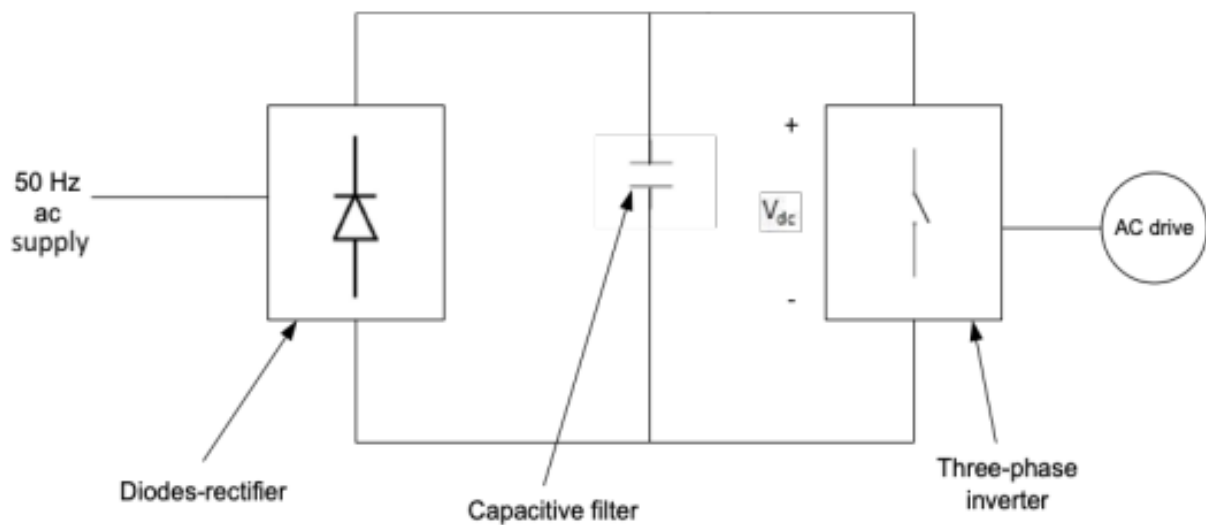 50 Hz
ac
supply
+
V_dc
-
AC drive
Diodes-rectifier
Capacitive filter
Three-phase
inverter